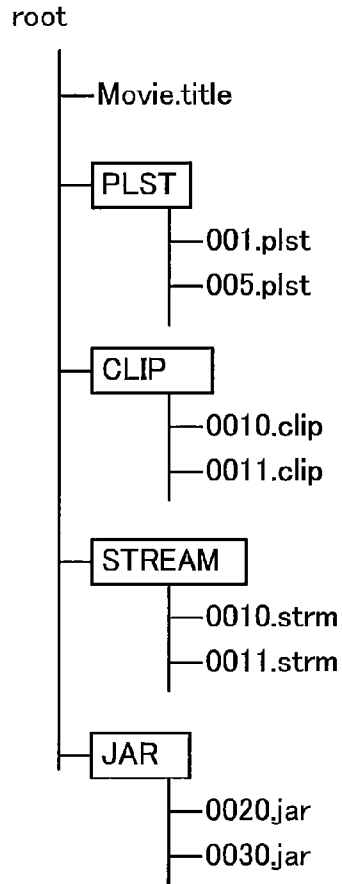 root
Movie.title
PLST
001.plst
005.plst
CLIP
0010.clip
0011.clip
STREAM
0010.strm
0011.strm
JAR
0020.jar
0030.jar